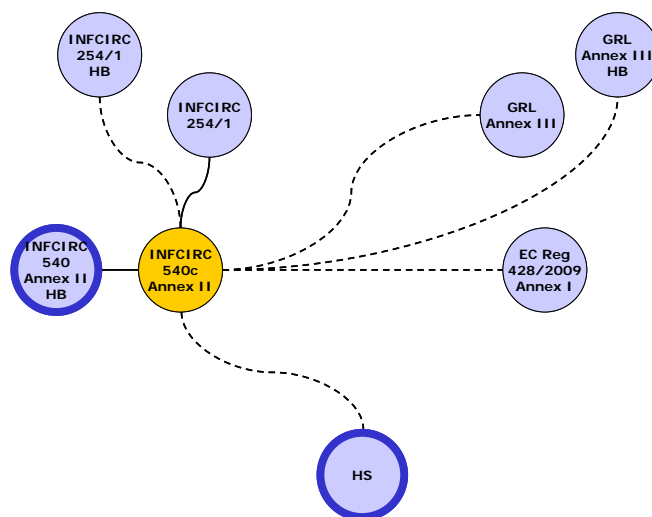 INFCIRC
254/1
HB
GRL
Annex III
HB
INFCIRC
254/1
GRL
Annex III
INFCIRC
540
Annex II
HB
INFCIRC
540c
Annex II
EC Reg
428/2009
Annex I
HS